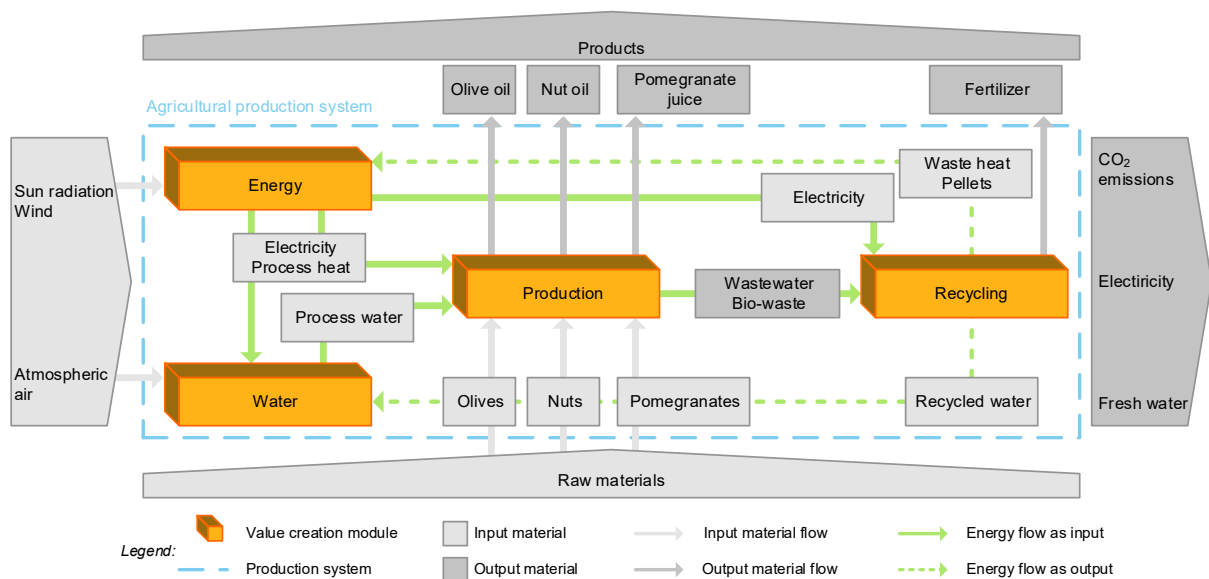 Products
Olive oil
Nut oil
Pomegranate
juice
Fertilizer
Agricultural production system
Sun radiation
Wind
Atmospheric
air
Energy
Waste heat
Pellets
Electricity
Electricity
Process heat
Production
Wastewater
Bio-waste
Recycling
Process water
Water
Olives
Nuts
Pomegranates
Recycled water
CO₂
emissions
Electricity
Fresh water
Raw materials
Legend:
Value creation module
Input material
Input material flow
Energy flow as input
Production system
Output material
Output material flow
Energy flow as output